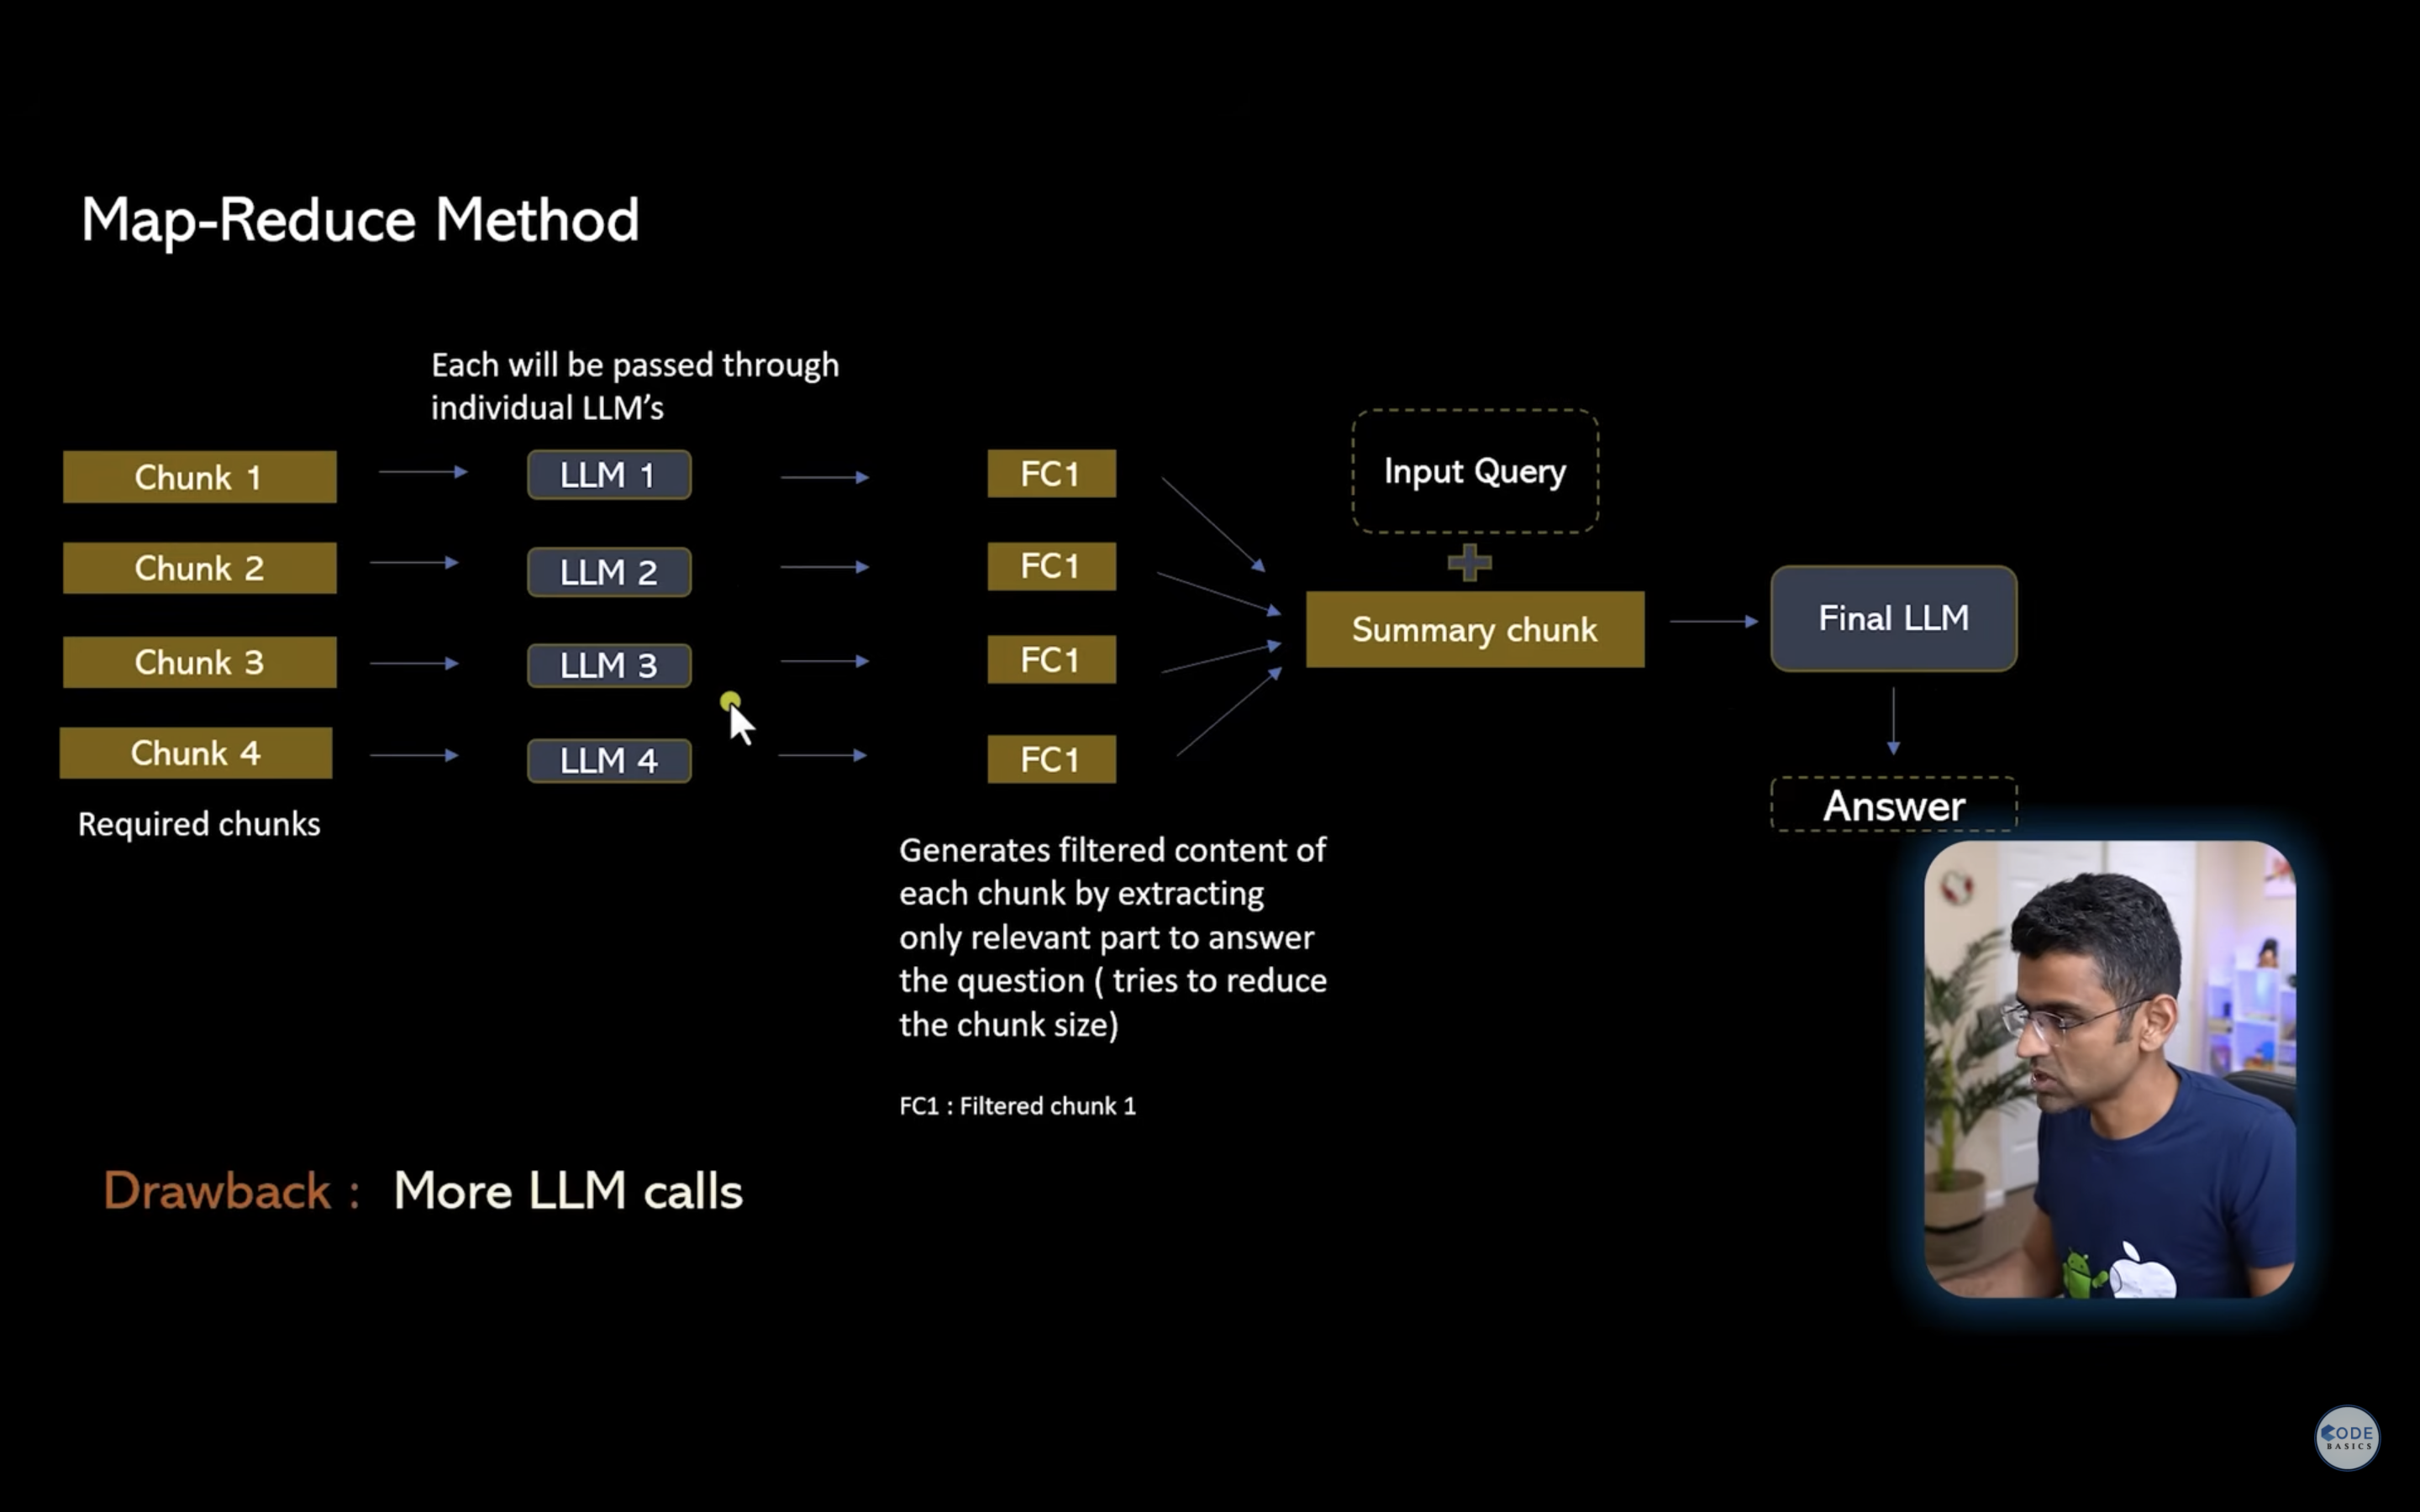 Map-Reduce Method
Each will be passed through
individual LLM's
Chunk 1
LLM 1
FC1
Input Query
Chunk 2
LLM 2
FC1
Chunk 3
LLM 3
FC1
Summary chunk
Final LLM
Chunk 4
LLM 4
FC1
Answer
Required chunks
Generates filtered content of
each chunk by extracting
only relevant part to answer
the question ( tries to reduce
the chunk size)
FC1 : Filtered chunk 1
Drawback : More LLM calls
CODE
BASICS